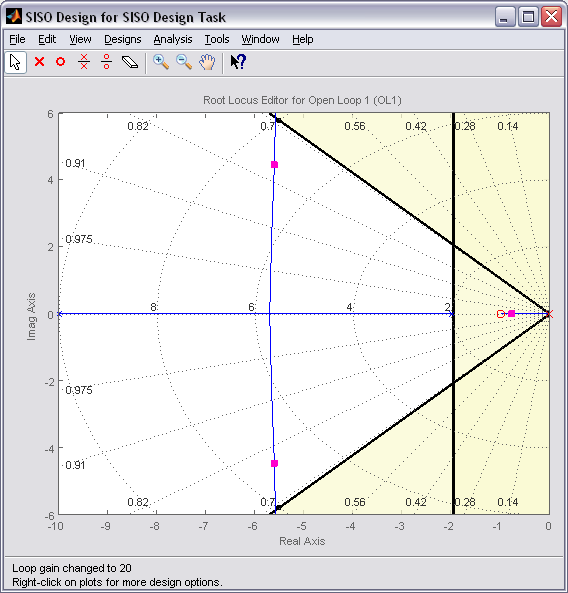 SISO Design for SISO Design Task
File Edit View Designs Analysis Tools Window Help
Root Locus Editor for Open Loop 1 (OL1)
6
0.82 0.7 0.56 0.42 0.28 0.14
0.91
4
0.975
2
8 6 4 2
0
Imag Axis
-2
0.975
-4
0.91
0.82 0.7 0.56 0.42 0.28 0.14
-6
-10 -9 -8 -7 -6 -5 -4 -3 -2 -1 0
Real Axis
Loop gain changed to 20
Right-click on plots for more design options.